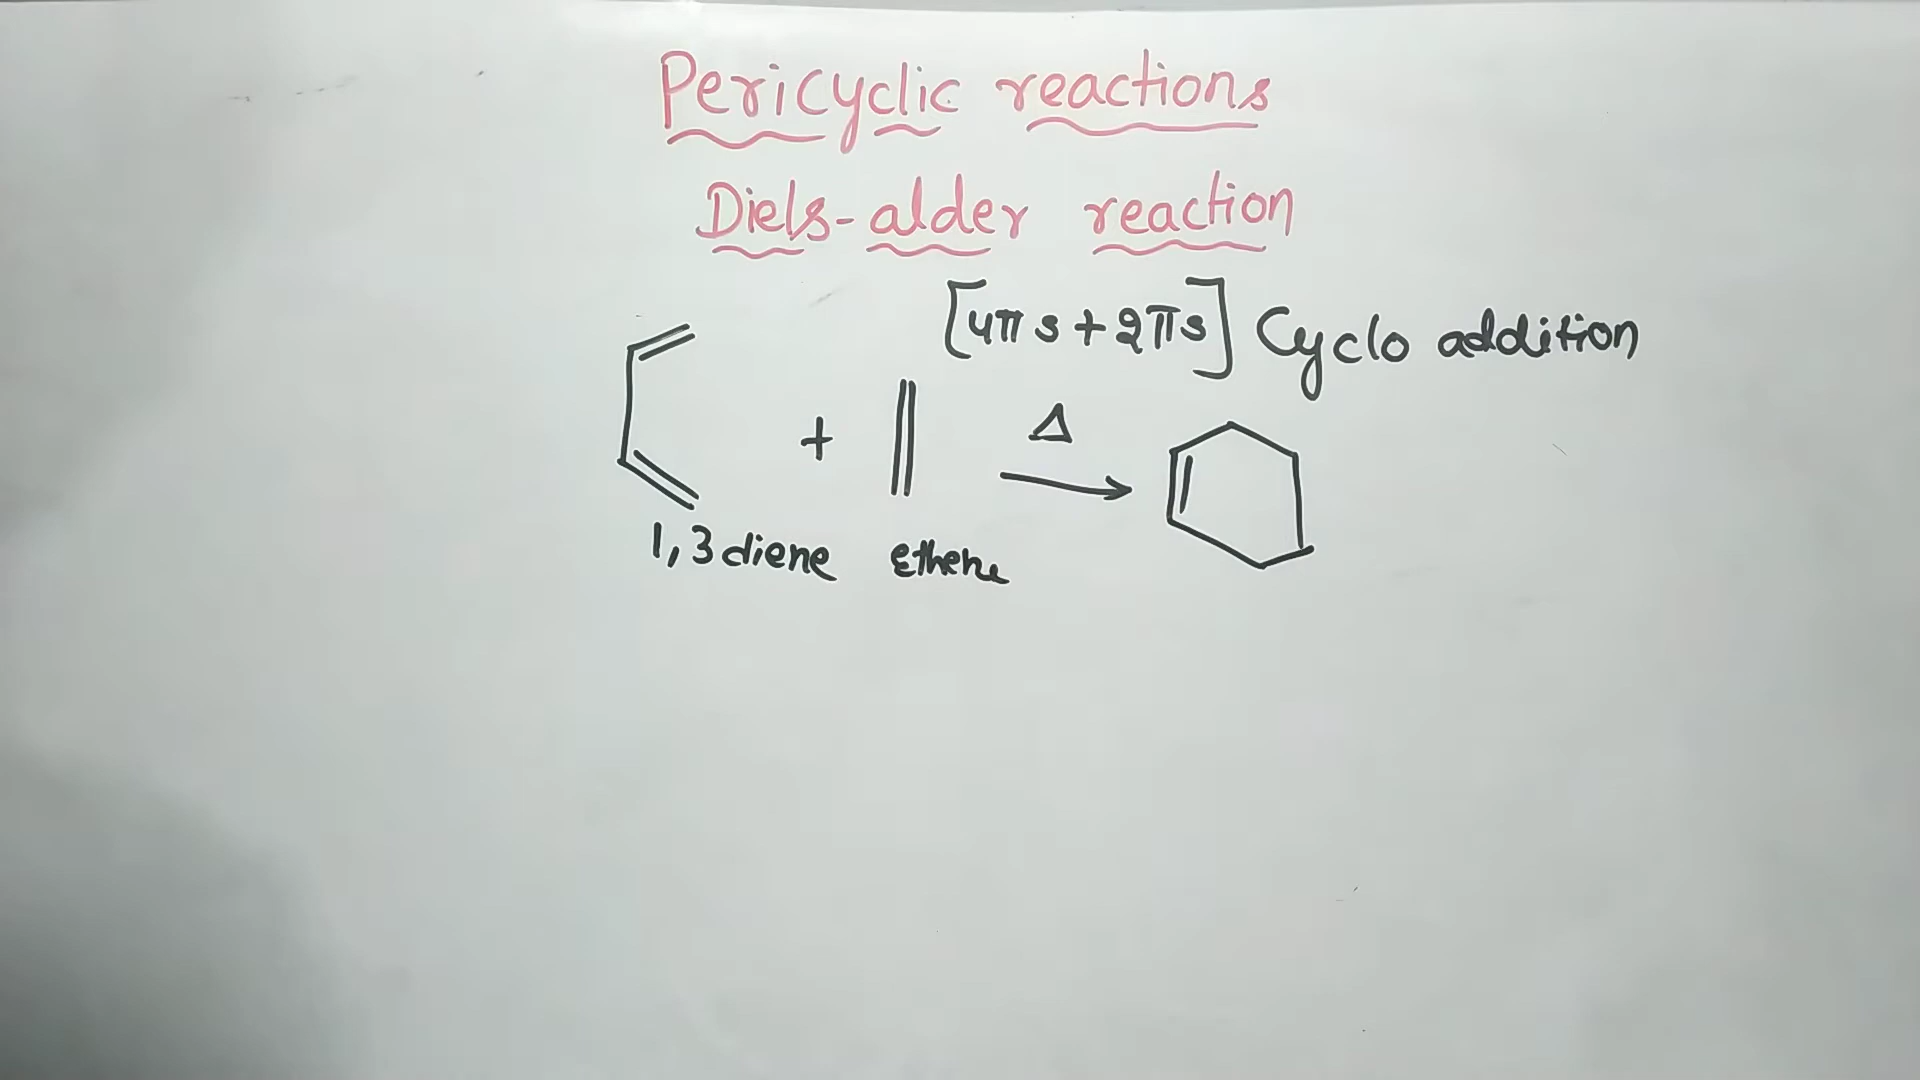 Pericyclic reactions
Diels-alder reaction
[4πs+2πs] Cyclo addition
+ Δ
1,3 diene ethene